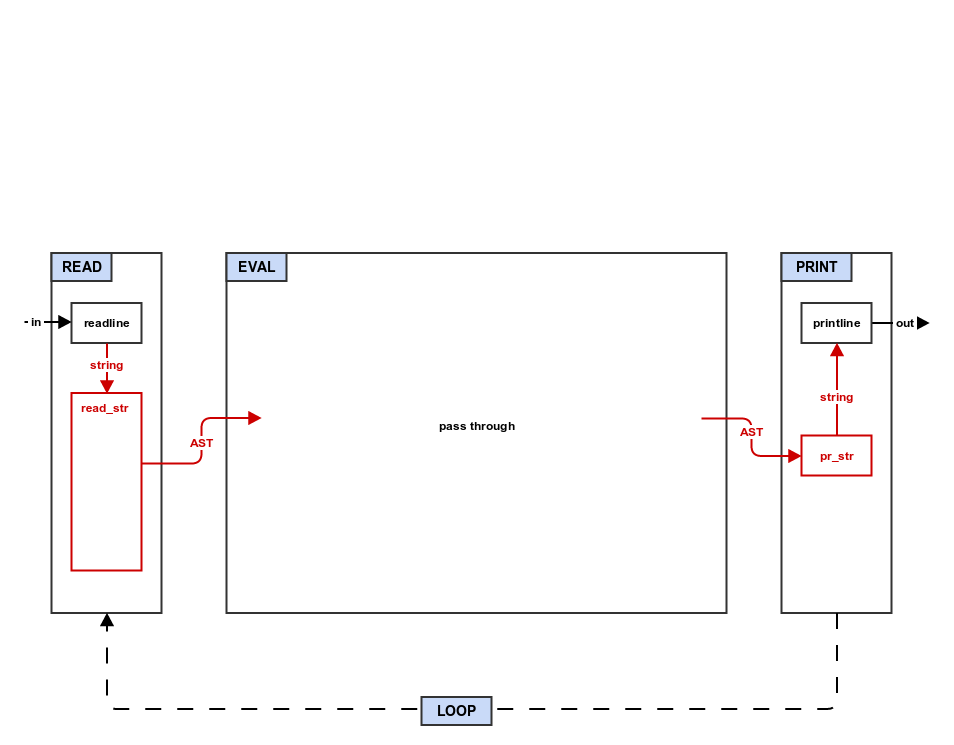 READ
EVAL
PRINT
in
readline
printline
out
string
read_str
string
pass through
AST
AST
pr_str
LOOP